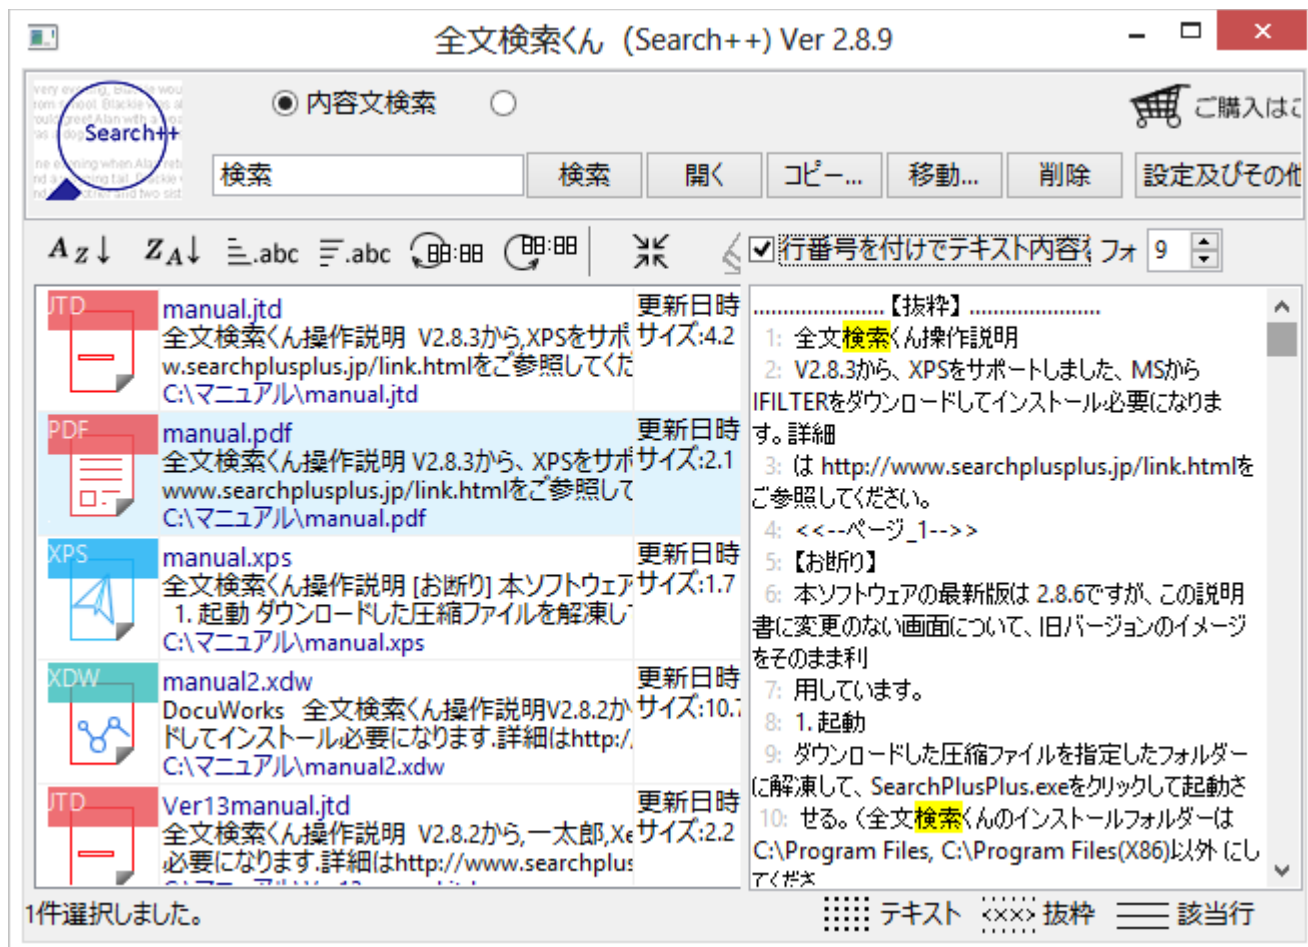 全文検索くん（Search++) Ver 2.8.9
Search++
内容文検索
ご購入はこ
検索
検索
開く
コピー...
移動...
削除
設定及びその他
A Z↓
Z A↓
.abc
.abc
行番号を付けでテキスト内容を
フォ
9
JTD
manual.jtd
全文検索くん操作説明 V2.8.3から,XPSをサポ
w.searchplusplus.jp/link.htmlをご参照してくだ
C:\マニュアル\manual.jtd
更新日時
サイズ:4.2
PDF
manual.pdf
全文検索くん操作説明 V2.8.3から、XPSをサポ
www.searchplusplus.jp/link.htmlをご参照して
C:\マニュアル\manual.pdf
更新日時
サイズ:2.1
XPS
manual.xps
全文検索くん操作説明 [お断り] 本ソフトウェア
1. 起動 ダウンロードした圧縮ファイルを解凍して
C:\マニュアル\manual.xps
更新日時
サイズ:1.7
XDW
manual2.xdw
DocuWorks 全文検索くん操作説明V2.8.2か
ドしてインストール必要になります.詳細はhttp:/
C:\マニュアル\manual2.xdw
更新日時
サイズ:10.7
JTD
Ver13manual.jtd
全文検索くん操作説明 V2.8.2から,一太郎,Xe
必要になります.詳細はhttp://www.searchplus
更新日時
サイズ:2.2
......................【抜粋】......................
1: 全文検索くん操作説明
2: V2.8.3から、XPSをサポートしました、MSから
IFILTERをダウンロードしてインストール必要になりま
す。詳細
3: は http://www.searchplusplus.jp/link.htmlを
ご参照してください。
4: <<--ページ_1-->>
5: 【お断り】
6: 本ソフトウェアの最新版は 2.8.6ですが、この説明
書に変更のない画面について、旧バージョンのイメージ
をそのまま利
7: 用しています。
8: 1. 起動
9: ダウンロードした圧縮ファイルを指定したフォルダー
に解凍して、SearchPlusPlus.exeをクリックして起動さ
10: せる。（全文検索くんのインストールフォルダーは
C:\Program Files, C:\Program Files(X86)以外 にし
てくださ
1件選択しました。
テキスト
<xx> 抜粋
該当行